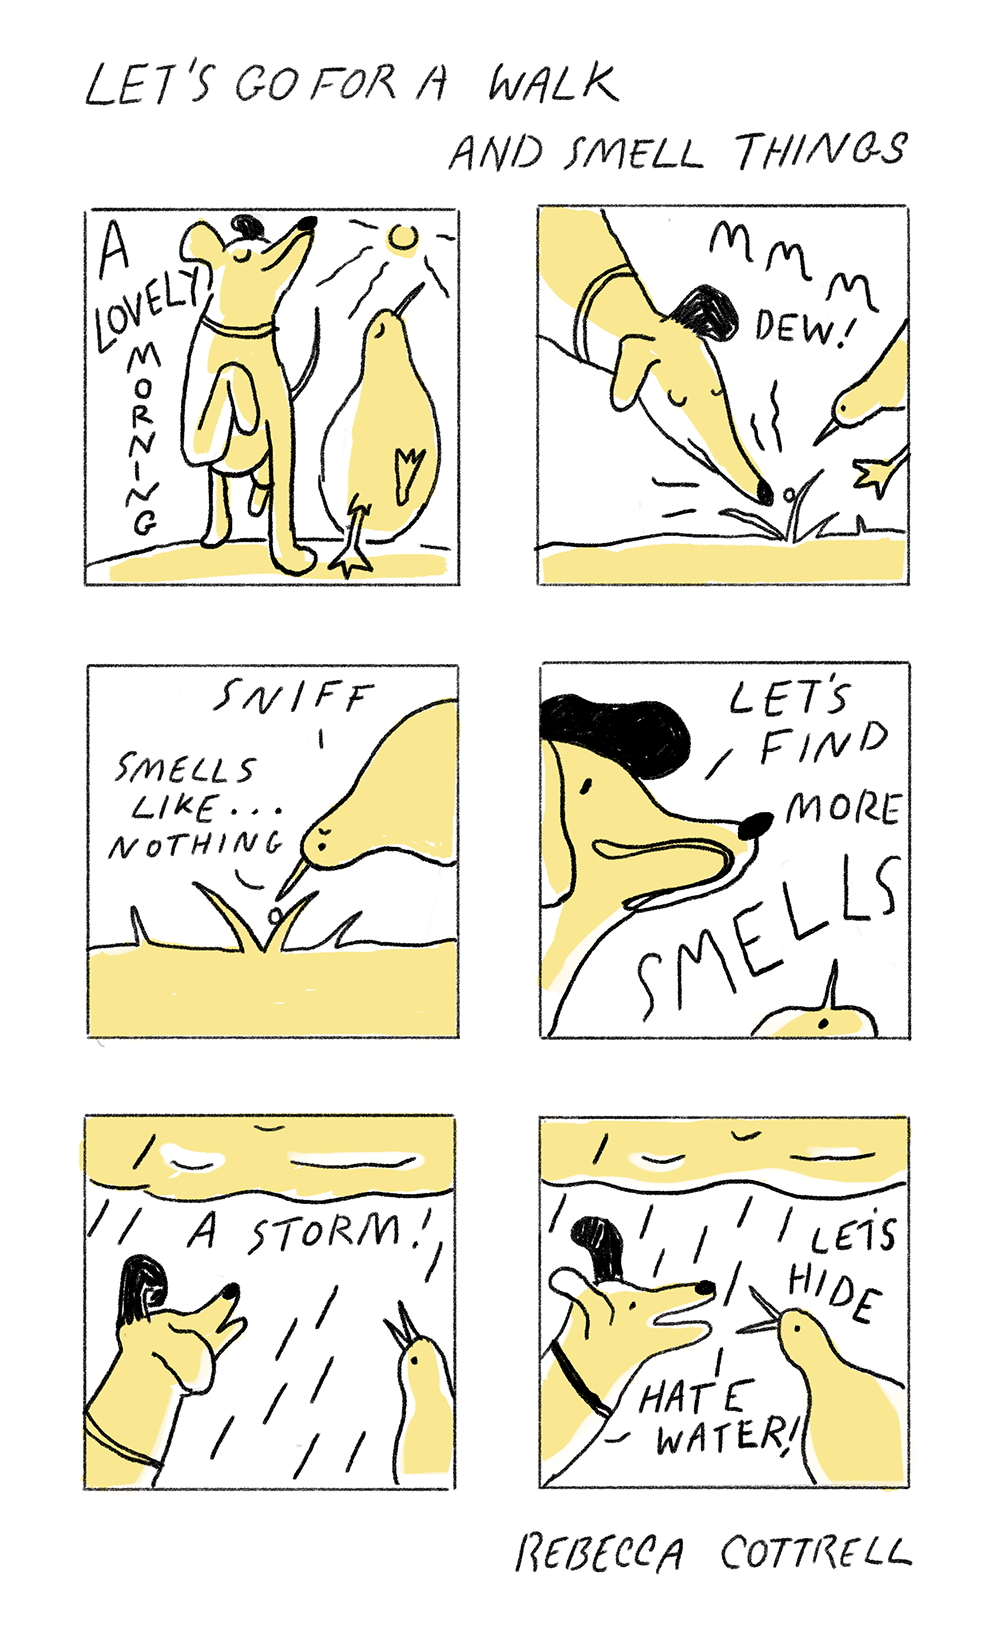 LET'S GO FOR A WALK
AND SMELL THINGS
A
LOVELY
MORNING
MMM
DEW!
SNIFF
SMELLS
LIKE...
NOTHING
LET'S
FIND
MORE
SMELLS
A STORM!
LET'S
HIDE
HATE
WATER!
REBECCA COTTRELL